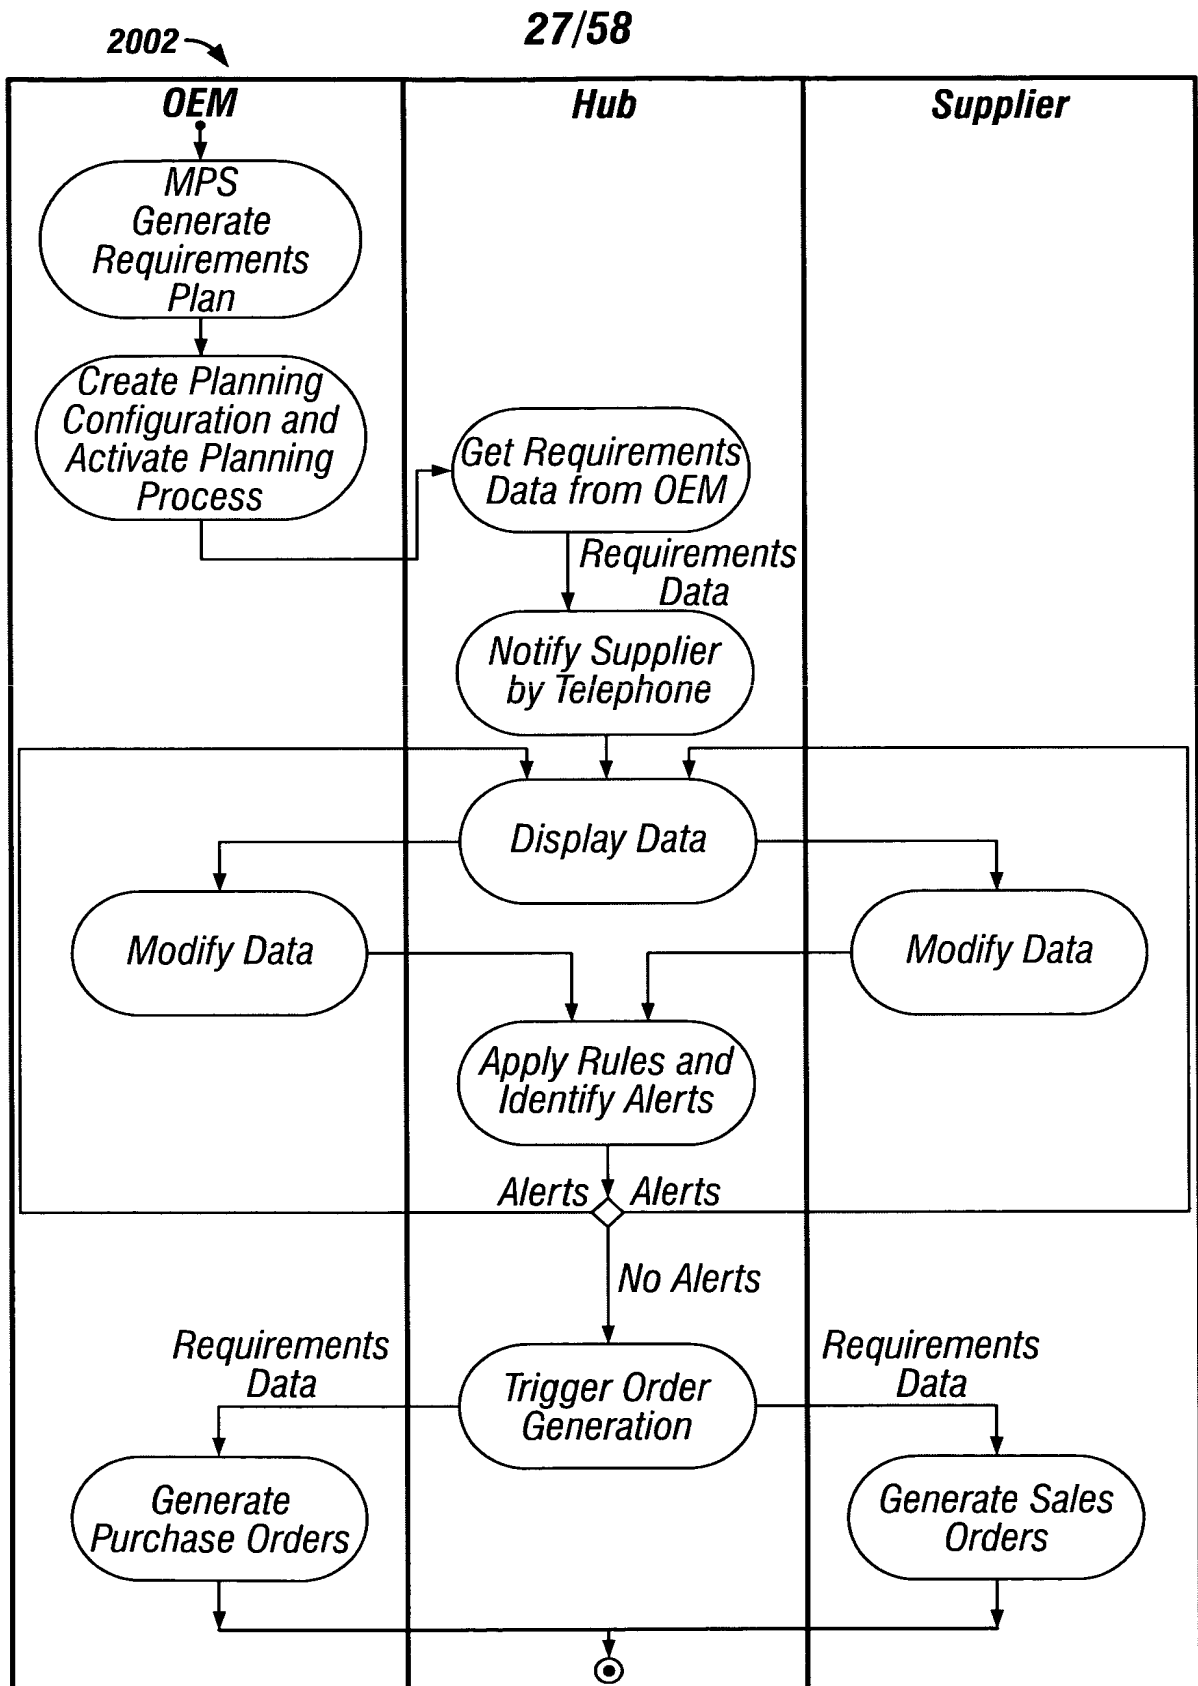 27/58
2002
OEM
Hub
Supplier
MPS
Generate
Requirements
Plan
Create Planning
Configuration and
Activate Planning
Process
Get Requirements
Data from OEM
Requirements
Data
Notify Supplier
by Telephone
Display Data
Modify Data
Modify Data
Apply Rules and
Identify Alerts
Alerts
Alerts
No Alerts
Requirements
Data
Trigger Order
Generation
Requirements
Data
Generate
Purchase Orders
Generate Sales
Orders